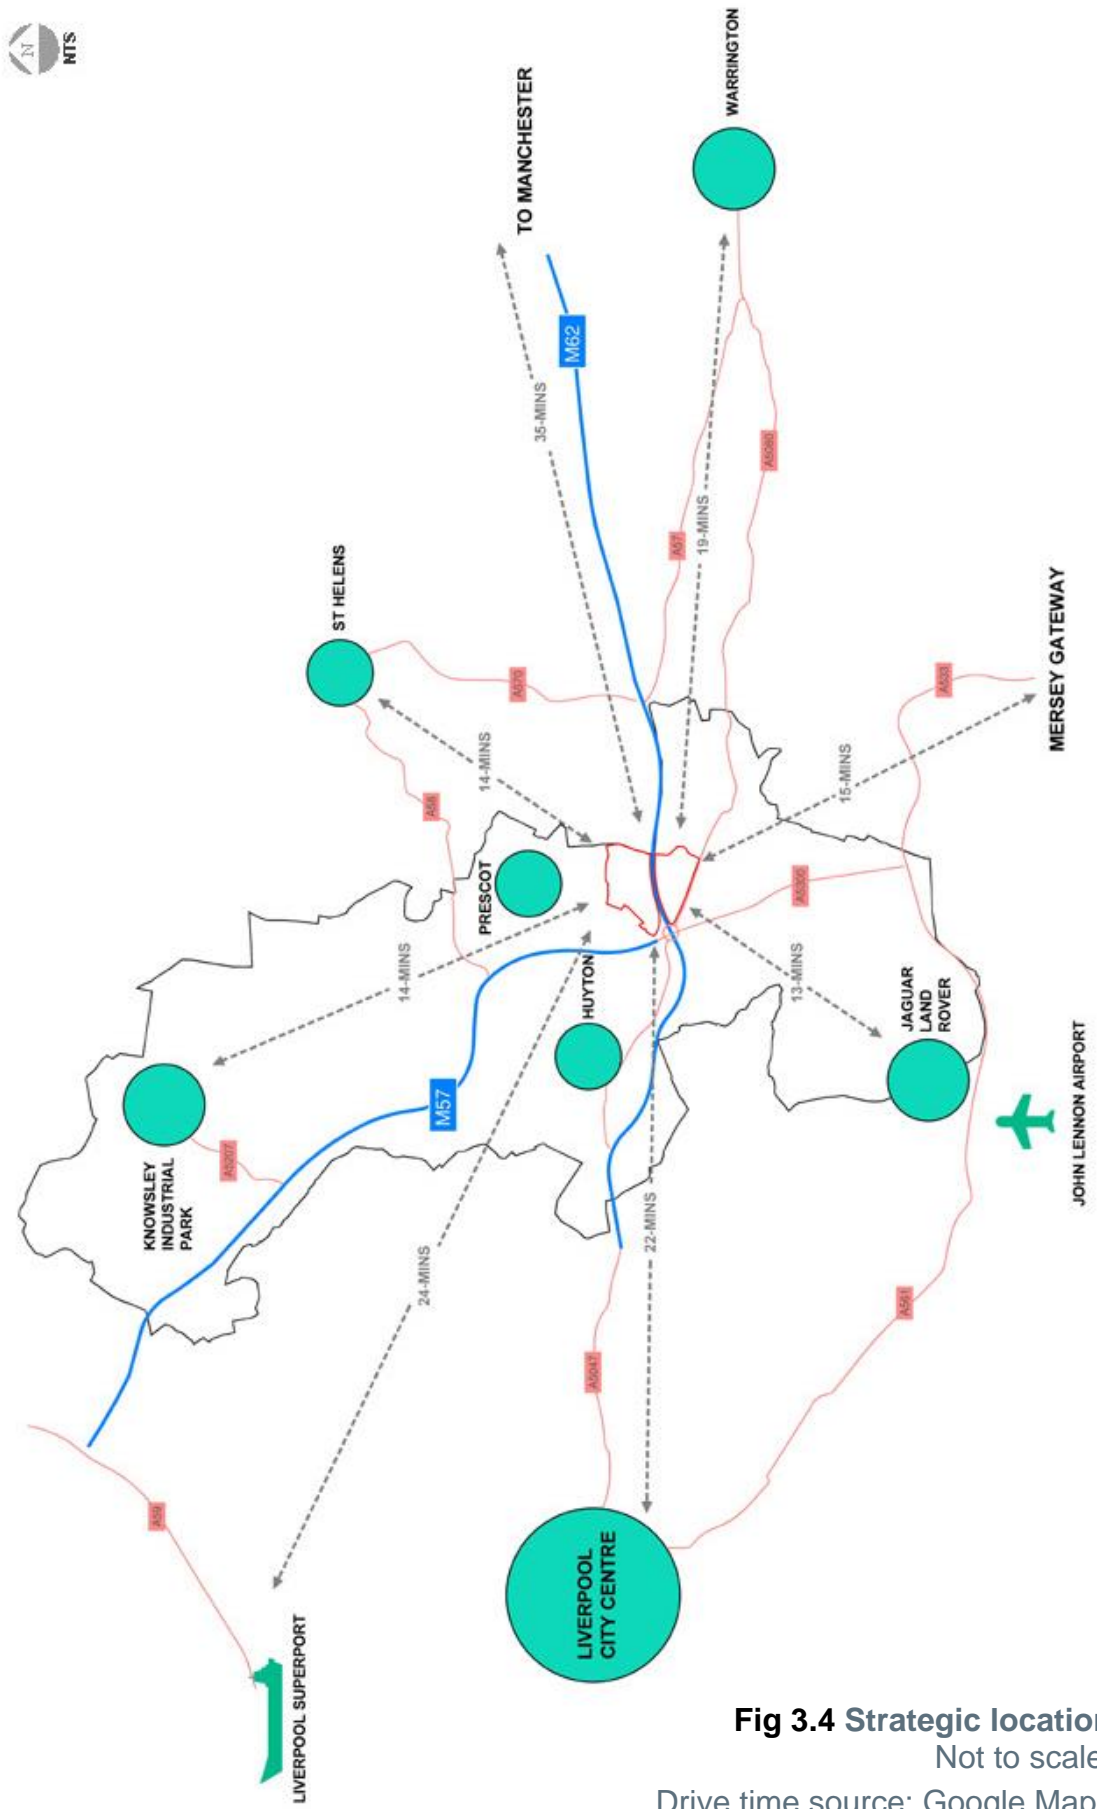 N
NTS
WARRINGTON
TO MANCHESTER
M62
35-MINS
A5080
19-MINS
A57
ST HELENS
A570
A533
MERSEY GATEWAY
14-MINS
15-MINS
A58
PRESCOT
A5300
14-MINS
13-MINS
HUYTON
JAGUAR
LAND
ROVER
JOHN LENNON AIRPORT
M57
KNOWSLEY
INDUSTRIAL
PARK
A5207
22-MINS
24-MINS
A561
A5047
A59
LIVERPOOL
CITY CENTRE
LIVERPOOL SUPERPORT
Fig 3.4 Strategic location
Not to scale
Drive time source: Google Map